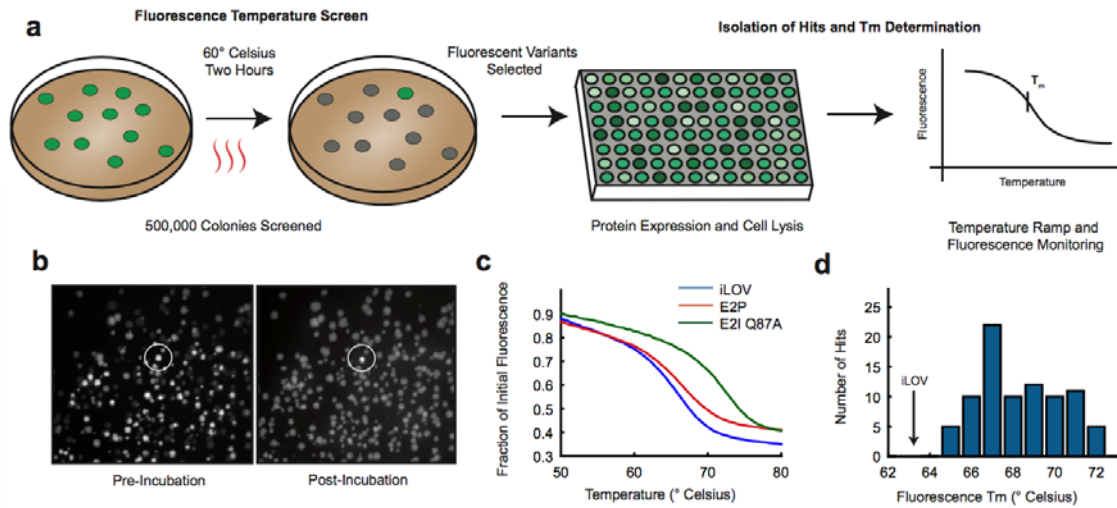 a
Fluorescence Temperature Screen
60° Celsius
Two Hours
500,000 Colonies Screened
Fluorescent Variants
Selected
Isolation of Hits and Tm Determination
Protein Expression and Cell Lysis
Fluorescence
Tm
Temperature
Temperature Ramp and
Fluorescence Monitoring
b
Pre-Incubation
Post-Incubation
c
iLOV
E2P
E2I Q87A
Fraction of Initial Fluorescence
0.9
0.8
0.7
0.6
0.5
0.4
0.3
50 60 70 80
Temperature (° Celsius)
d
Number of Hits
25
20
15
10
5
0
iLOV
62 64 66 68 70 72
Fluorescence Tm (° Celsius)